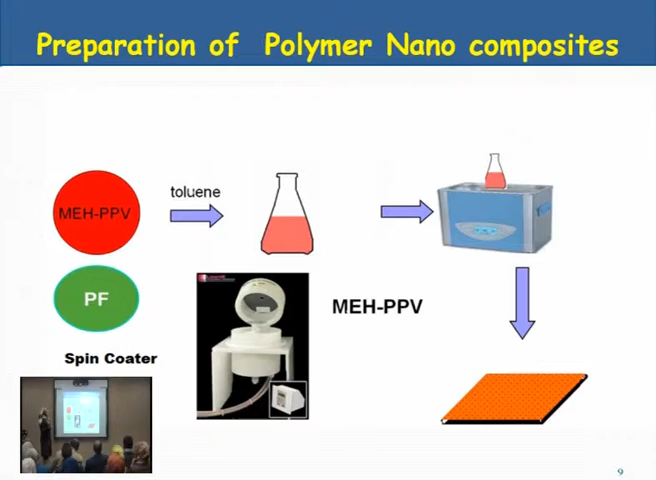 Preparation of Polymer Nano composites
toluene
MEH-PPV
PF
MEH-PPV
Spin Coater
9